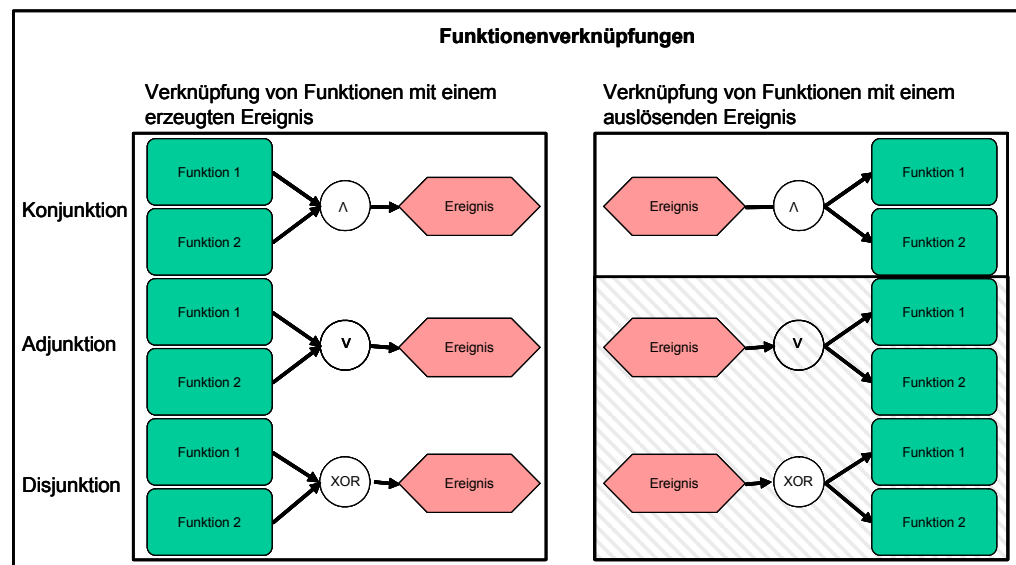 Funktionenverknüpfungen
Verknüpfung von Funktionen mit einem
erzeugten Ereignis
Verknüpfung von Funktionen mit einem
auslösenden Ereignis
Konjunktion
Funktion 1
Funktion 2
Λ
Ereignis
Ereignis
Λ
Funktion 1
Funktion 2
Adjunktion
Funktion 1
Funktion 2
V
Ereignis
Ereignis
V
Funktion 1
Funktion 2
Disjunktion
Funktion 1
Funktion 2
XOR
Ereignis
Ereignis
XOR
Funktion 1
Funktion 2